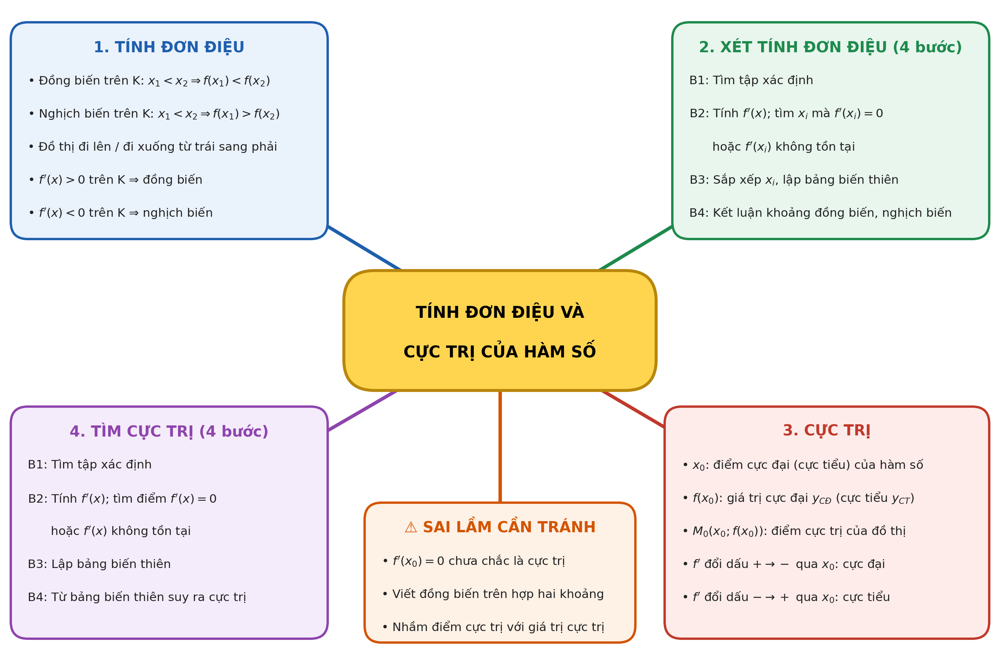 1. TÍNH ĐƠN ĐIỆU
• Đồng biến trên K: x₁ < x₂ ⇒ f(x₁) < f(x₂)
• Nghịch biến trên K: x₁ < x₂ ⇒ f(x₁) > f(x₂)
• Đồ thị đi lên / đi xuống từ trái sang phải
• f′(x) > 0 trên K ⇒ đồng biến
• f′(x) < 0 trên K ⇒ nghịch biến
2. XÉT TÍNH ĐƠN ĐIỆU (4 bước)
B1: Tìm tập xác định
B2: Tính f′(x); tìm xᵢ mà f′(xᵢ) = 0
hoặc f′(xᵢ) không tồn tại
B3: Sắp xếp xᵢ, lập bảng biến thiên
B4: Kết luận khoảng đồng biến, nghịch biến
TÍNH ĐƠN ĐIỆU VÀ
CỰC TRỊ CỦA HÀM SỐ
4. TÌM CỰC TRỊ (4 bước)
B1: Tìm tập xác định
B2: Tính f′(x); tìm điểm f′(x) = 0
hoặc f′(x) không tồn tại
B3: Lập bảng biến thiên
B4: Từ bảng biến thiên suy ra cực trị
⚠ SAI LẦM CẦN TRÁNH
• f′(x₀) = 0 chưa chắc là cực trị
• Viết đồng biến trên hợp hai khoảng
• Nhầm điểm cực trị với giá trị cực trị
3. CỰC TRỊ
• x₀: điểm cực đại (cực tiểu) của hàm số
• f(x₀): giá trị cực đại y_CĐ (cực tiểu y_CT)
• M₀(x₀; f(x₀)): điểm cực trị của đồ thị
• f′ đổi dấu + → − qua x₀: cực đại
• f′ đổi dấu − → + qua x₀: cực tiểu